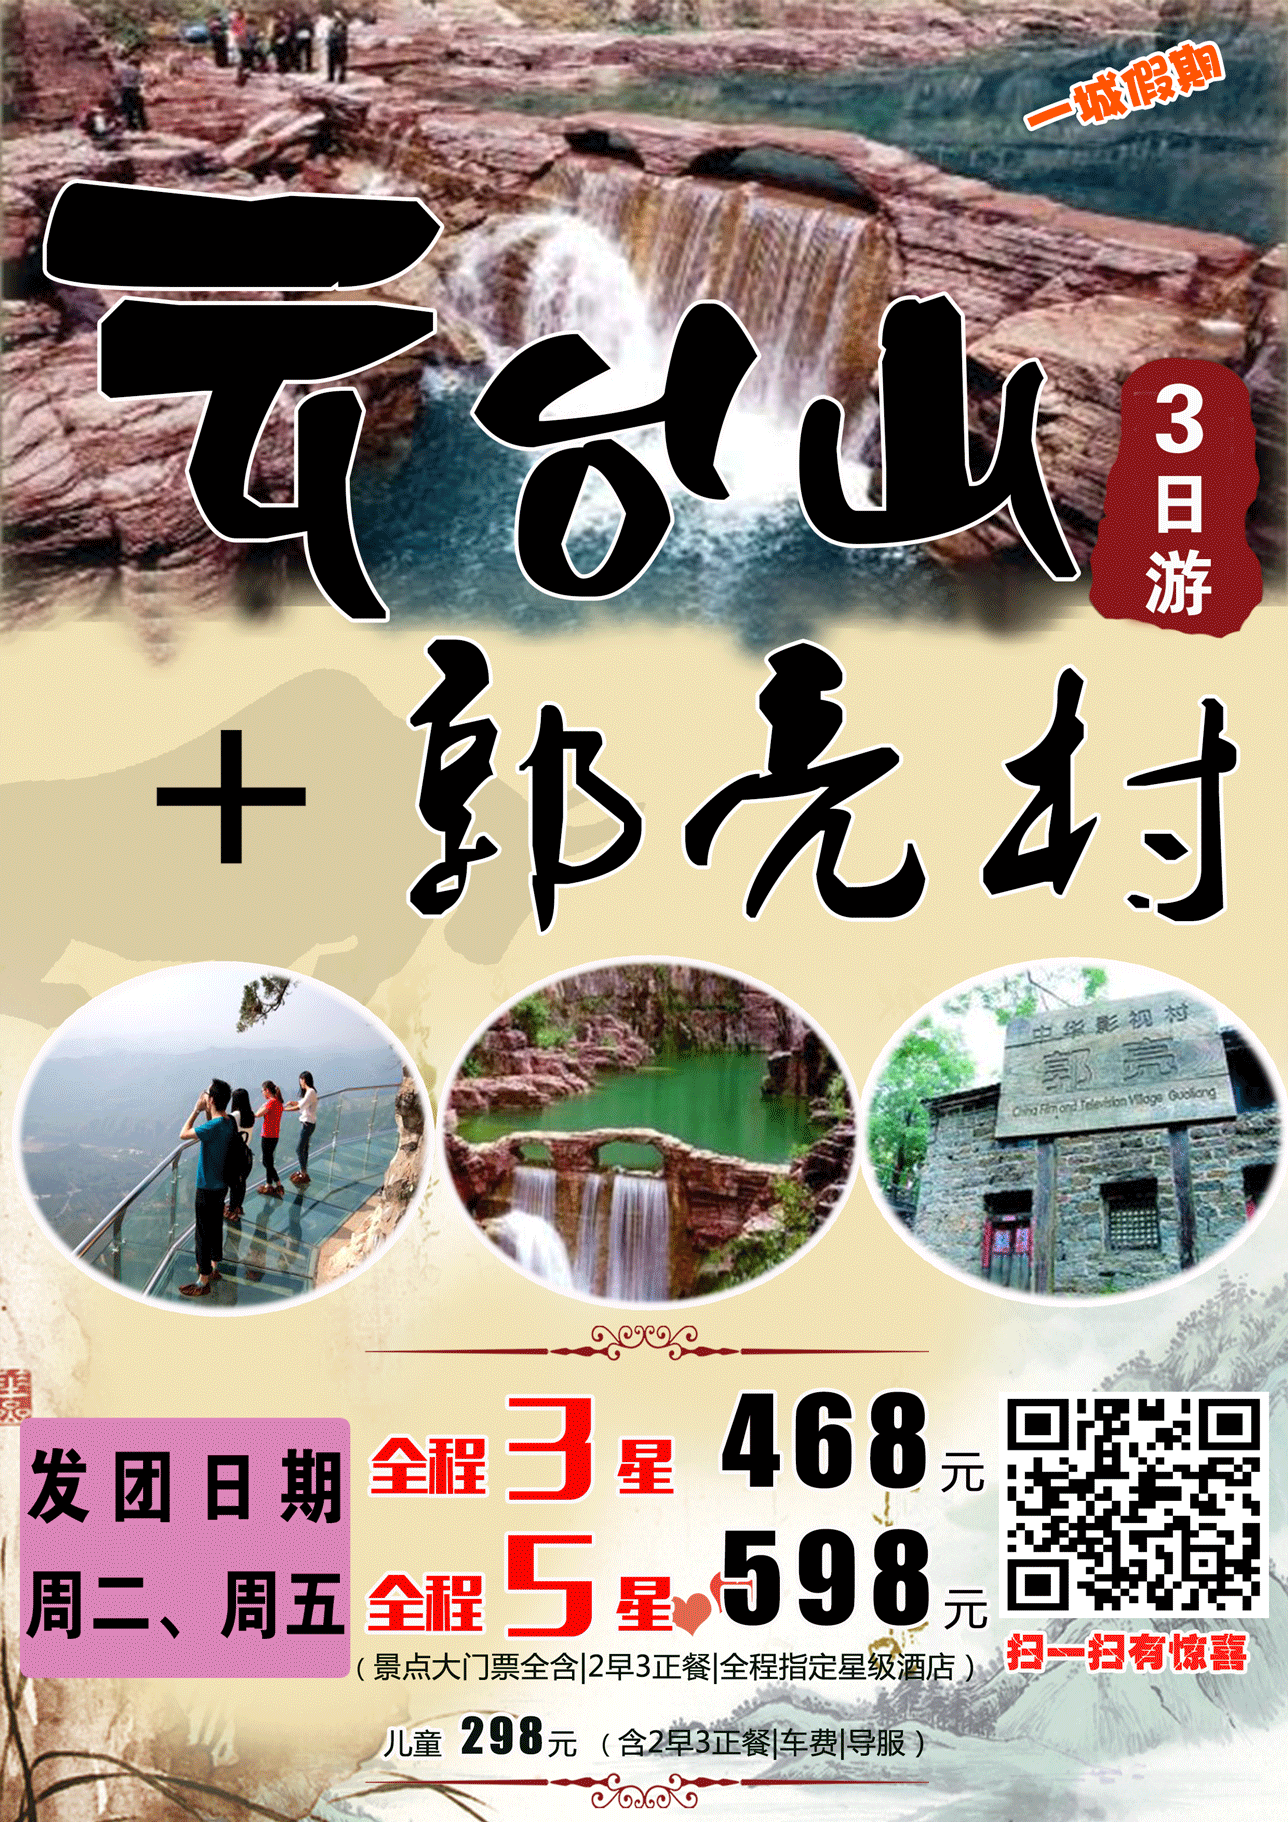 一城假期
云台山
3日游
+郭亮村
中华影视村
郭亮
China Film and Television Village Guoliang
发团日期
周二、周五
全程3星 468元
全程5星 598元
（景点大门票全含|2早3正餐|全程指定星级酒店）
儿童 298元 （含2早3正餐|车费|导服）
扫一扫有惊喜